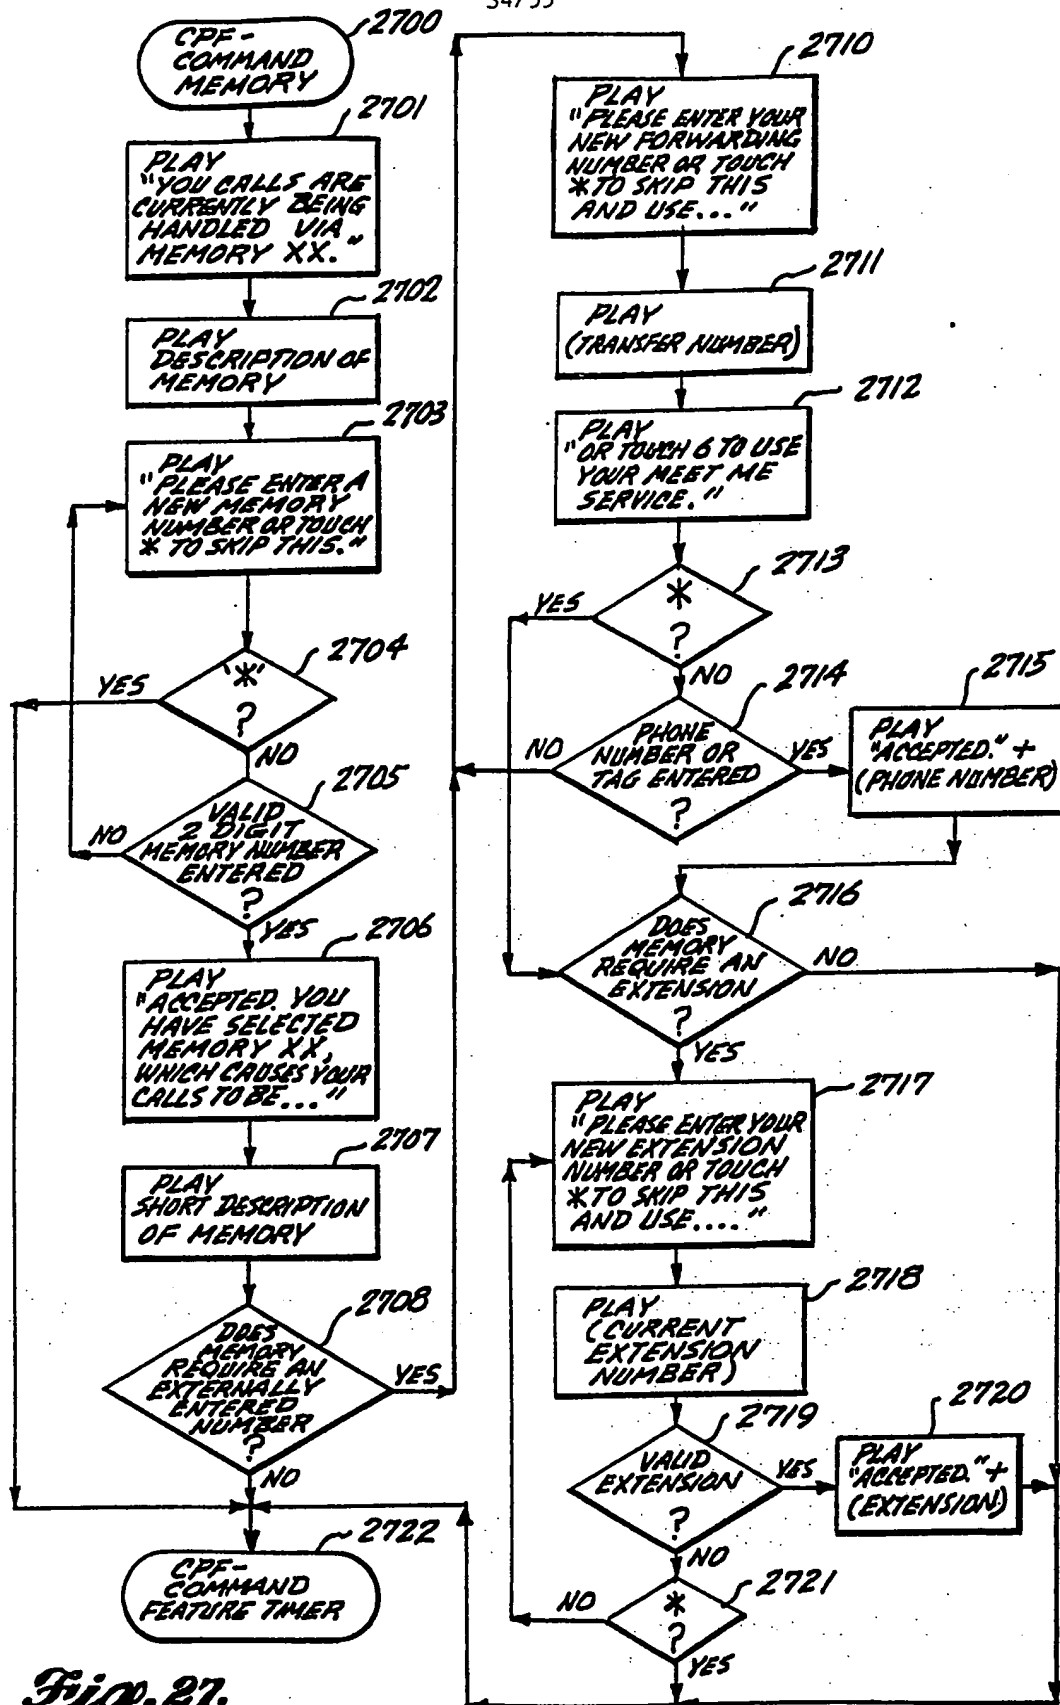 34/55
2700
CPF-
COMMAND
MEMORY
2701
PLAY
"YOU CALLS ARE
CURRENTLY BEING
HANDLED VIA
MEMORY XX."
2702
PLAY
DESCRIPTION OF
MEMORY
2703
PLAY
"PLEASE ENTER A
NEW MEMORY
NUMBER OR TOUCH
* TO SKIP THIS."
2704
"*"
?
YES
NO
2705
VALID
2 DIGIT
MEMORY NUMBER
ENTERED
?
NO
YES
2706
PLAY
"ACCEPTED. YOU
HAVE SELECTED
MEMORY XX,
WHICH CAUSES YOUR
CALLS TO BE..."
2707
PLAY
SHORT DESCRIPTION
OF MEMORY
2708
DOES
MEMORY
REQUIRE AN
EXTERNALLY
ENTERED
NUMBER
?
YES
NO
2722
CPF-
COMMAND
FEATURE TIMER
2710
PLAY
"PLEASE ENTER YOUR
NEW FORWARDING
NUMBER OR TOUCH
* TO SKIP THIS
AND USE..."
2711
PLAY
(TRANSFER NUMBER)
2712
PLAY
"OR TOUCH 6 TO USE
YOUR MEET ME
SERVICE."
2713
*
?
YES
NO
2714
PHONE
NUMBER OR
TAG ENTERED
?
NO
YES
2715
PLAY
"ACCEPTED." +
(PHONE NUMBER)
2716
DOES
MEMORY
REQUIRE AN
EXTENSION
?
NO
YES
2717
PLAY
"PLEASE ENTER YOUR
NEW EXTENSION
NUMBER OR TOUCH
* TO SKIP THIS
AND USE...."
2718
PLAY
(CURRENT
EXTENSION
NUMBER)
2719
VALID
EXTENSION
?
YES
NO
2720
PLAY
"ACCEPTED." +
(EXTENSION)
2721
*
?
NO
YES
Fig. 27.